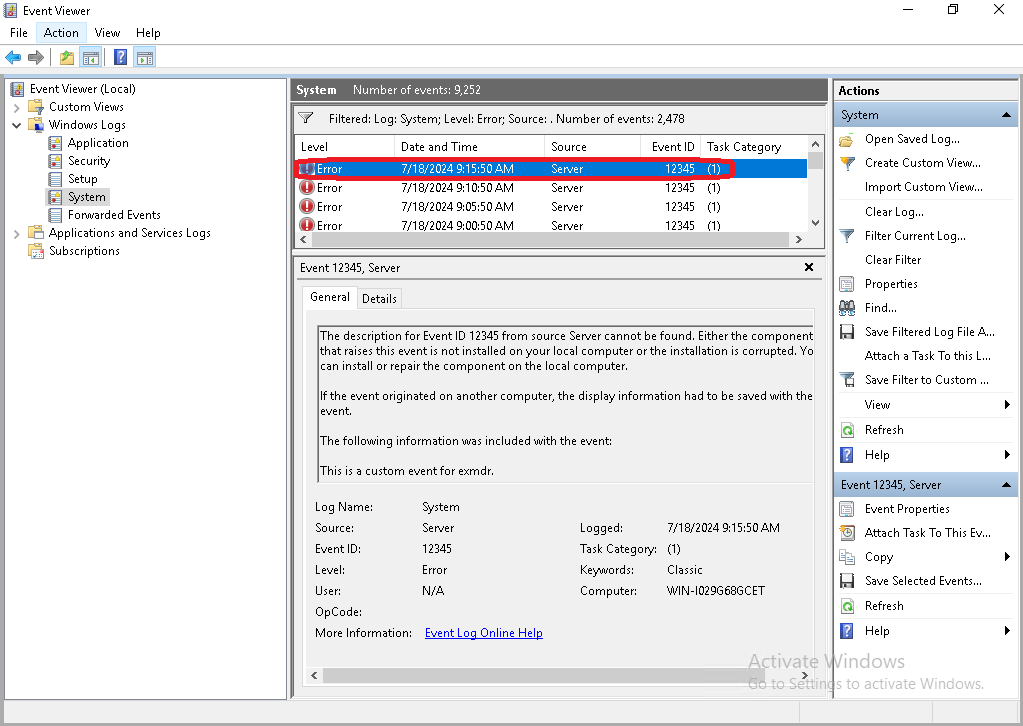 Event Viewer
File Action View Help
Event Viewer (Local)
Custom Views
Windows Logs
Application
Security
Setup
System
Forwarded Events
Applications and Services Logs
Subscriptions
System Number of events: 9,252
Filtered: Log: System; Level: Error; Source: . Number of events: 2,478
Level Date and Time Source Event ID Task Category
Error 7/18/2024 9:15:50 AM Server 12345 (1)
Error 7/18/2024 9:10:50 AM Server 12345 (1)
Error 7/18/2024 9:05:50 AM Server 12345 (1)
Error 7/18/2024 9:00:50 AM Server 12345 (1)
Event 12345, Server
General Details
The description for Event ID 12345 from source Server cannot be found. Either the component
that raises this event is not installed on your local computer or the installation is corrupted. Yo
can install or repair the component on the local computer.
If the event originated on another computer, the display information had to be saved with the
event.
The following information was included with the event:
This is a custom event for exmdr.
Log Name: System
Source: Server Logged: 7/18/2024 9:15:50 AM
Event ID: 12345 Task Category: (1)
Level: Error Keywords: Classic
User: N/A Computer: WIN-I029G68GCET
OpCode:
More Information: Event Log Online Help
Actions
System
Open Saved Log...
Create Custom View...
Import Custom View...
Clear Log...
Filter Current Log...
Clear Filter
Properties
Find...
Save Filtered Log File A...
Attach a Task To this L...
Save Filter to Custom ...
View
Refresh
Help
Event 12345, Server
Event Properties
Attach Task To This Ev...
Copy
Save Selected Events...
Refresh
Help
Activate Windows
Go to Settings to activate Windows.